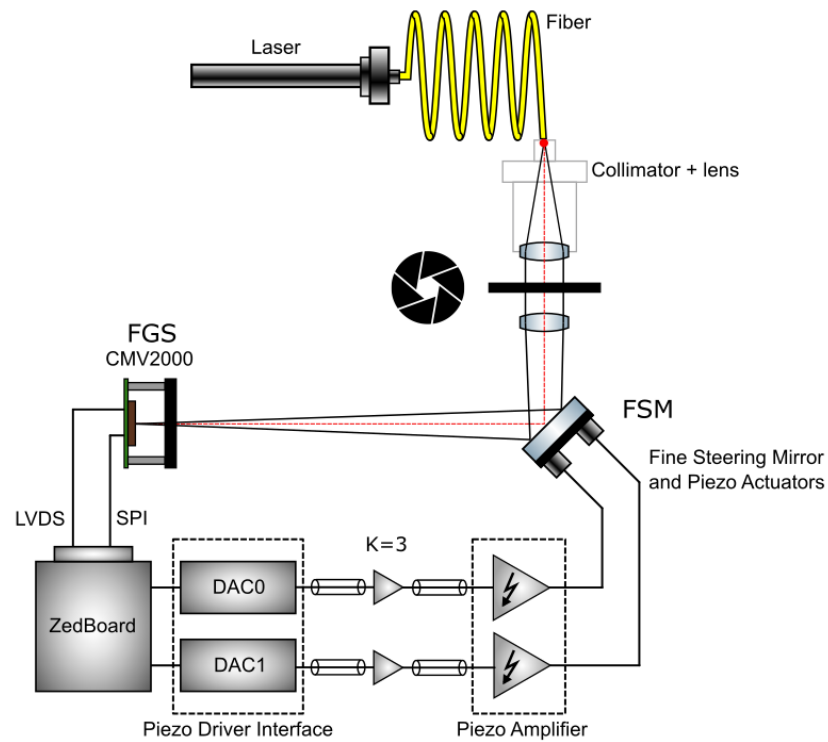 Fiber
Laser
Collimator + lens
FGS
CMV2000
FSM
Fine Steering Mirror
and Piezo Actuators
LVDS
SPI
K=3
DAC0
ZedBoard
DAC1
Piezo Driver Interface
Piezo Amplifier